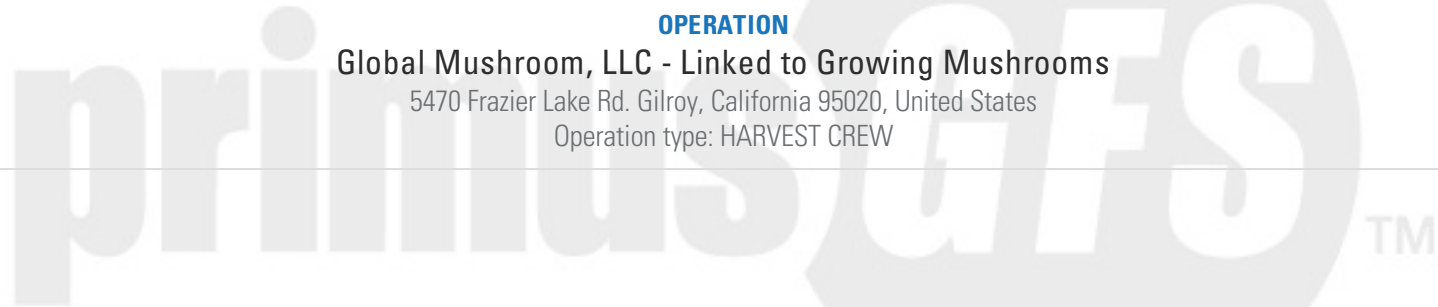 OPERATION
Global Mushroom, LLC - Linked to Growing Mushrooms
5470 Frazier Lake Rd. Gilroy, California 95020, United States
Operation type: HARVEST CREW
primusGFS TM